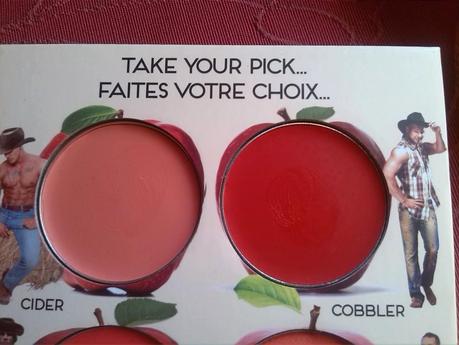 TAKE YOUR PICK...
FAITES VOTRE CHOIX...
CIDER
COBBLER